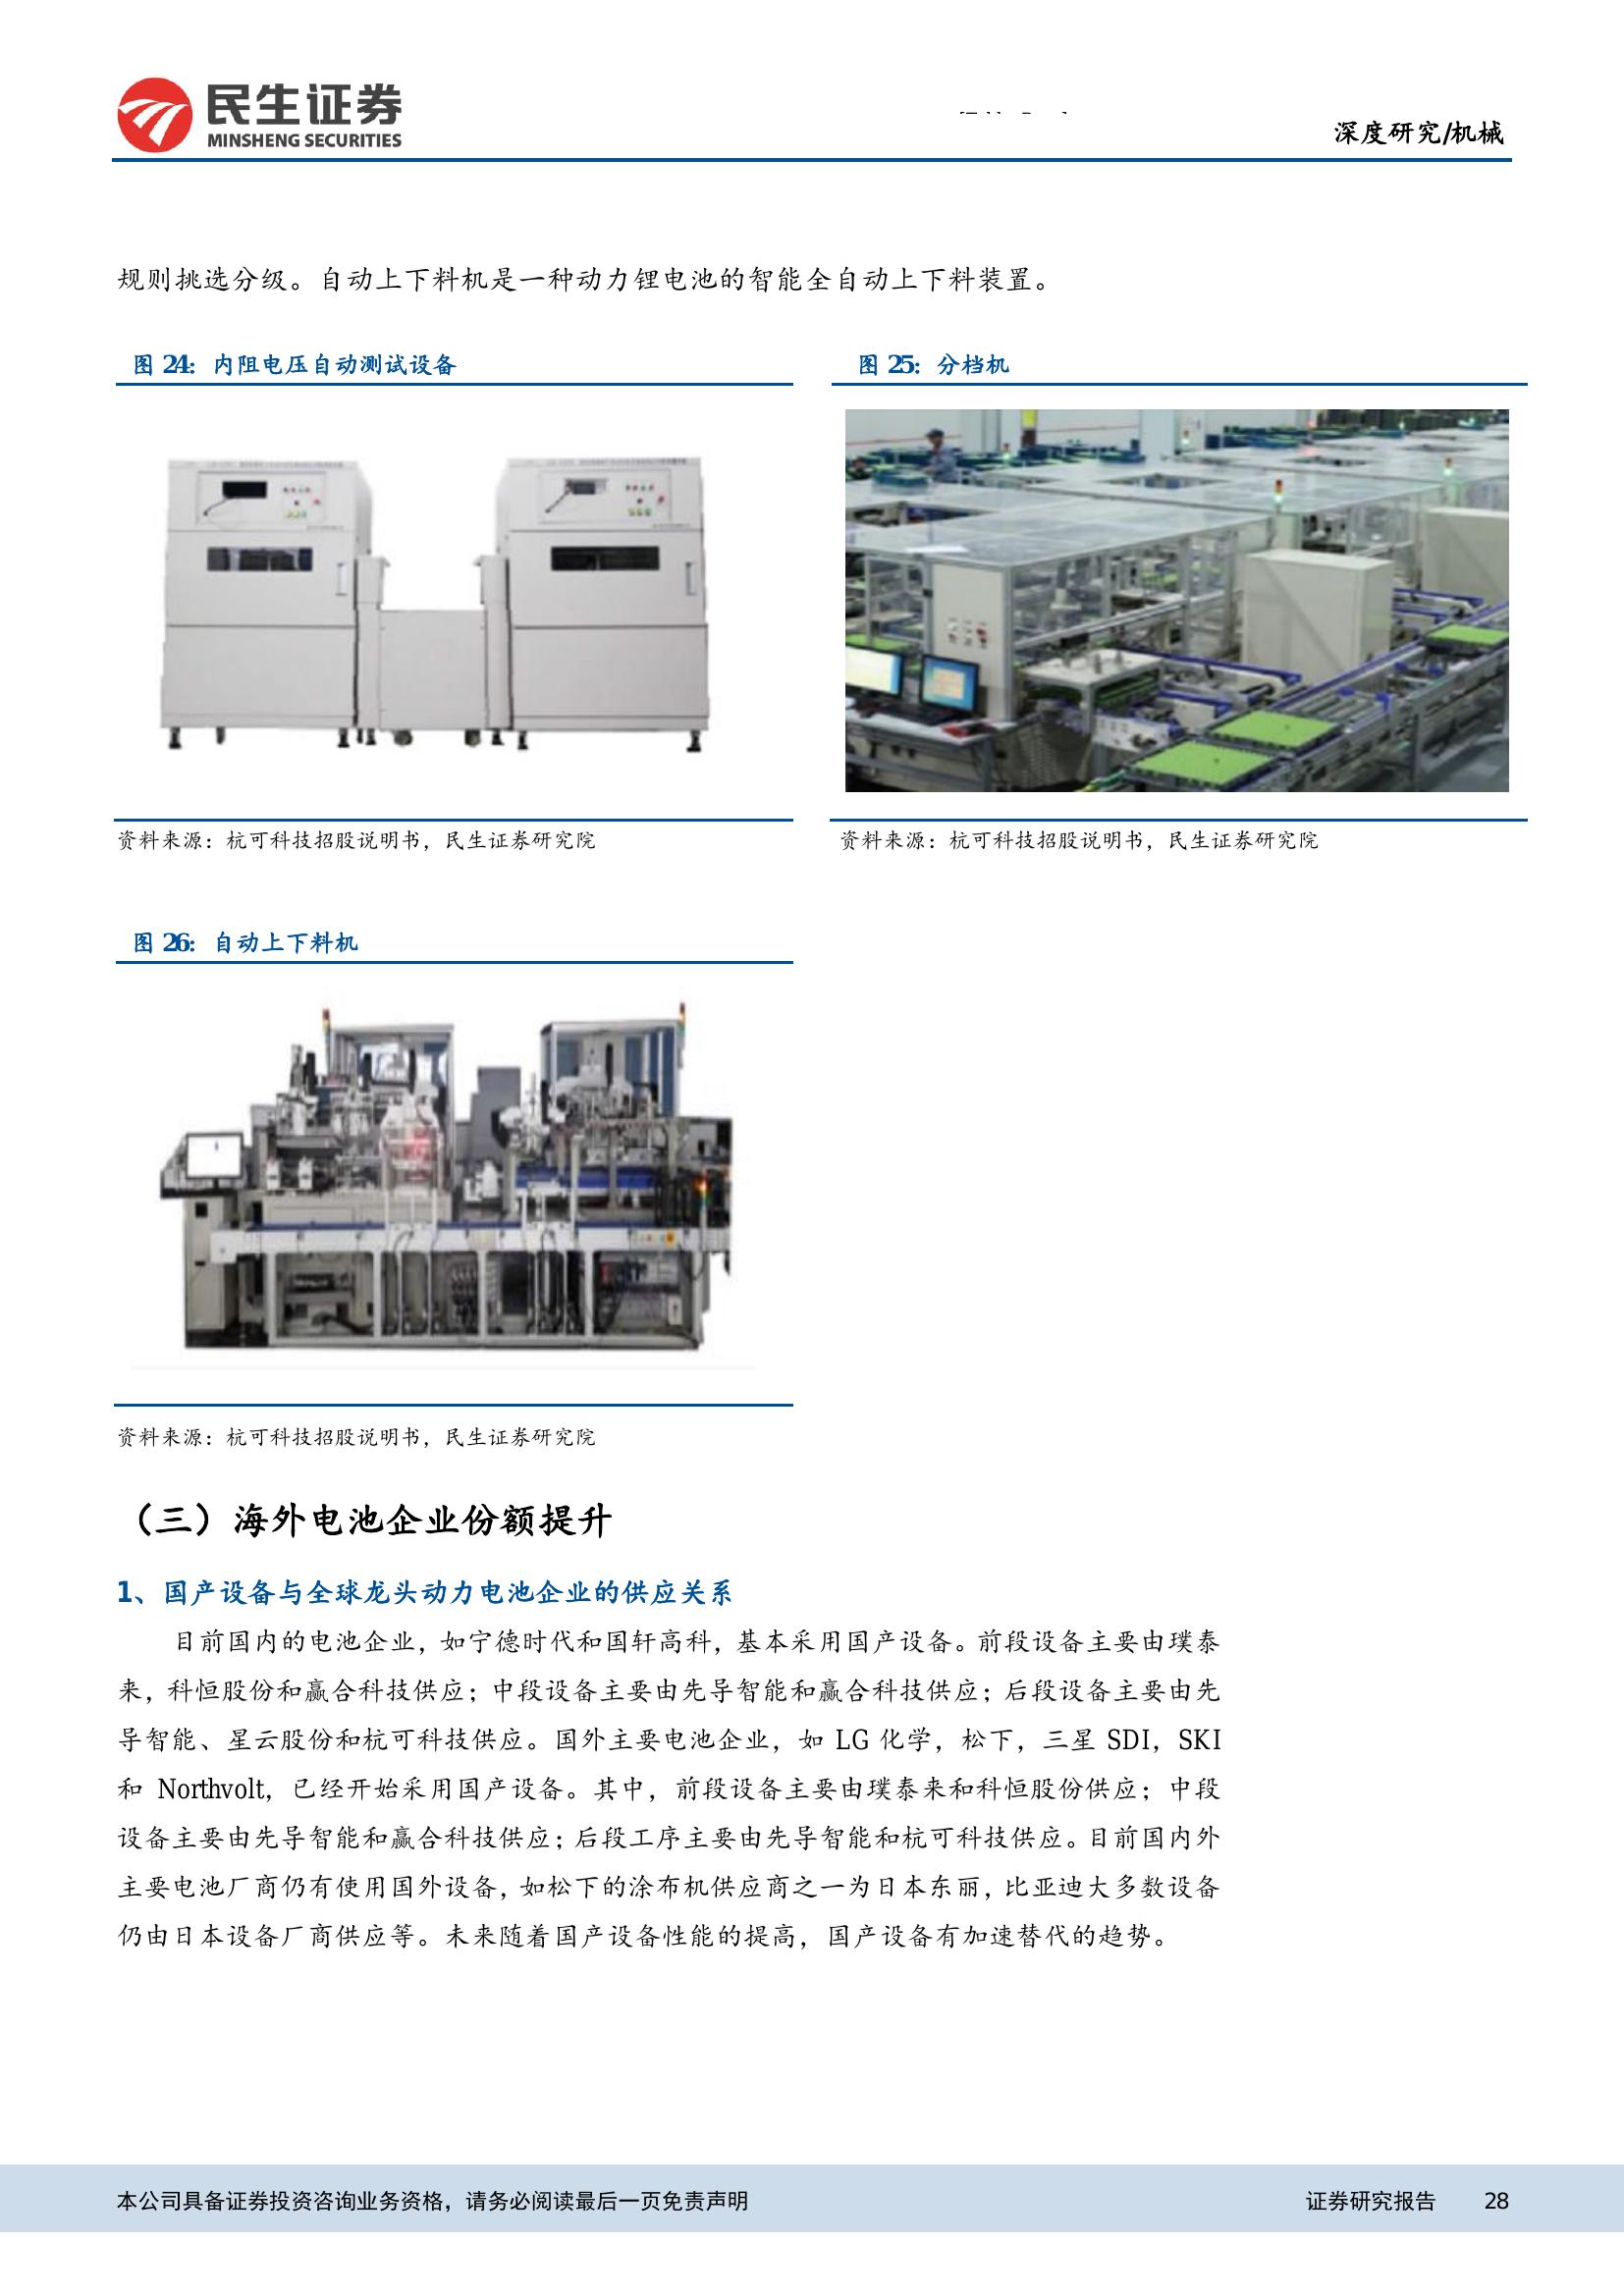 民生证券
MINSHENG SECURITIES
深度研究/机械
规则挑选分级。自动上下料机是一种动力锂电池的智能全自动上下料装置。
图 24：内阻电压自动测试设备
图 25：分档机
资料来源：杭可科技招股说明书，民生证券研究院
资料来源：杭可科技招股说明书，民生证券研究院
图 26：自动上下料机
资料来源：杭可科技招股说明书，民生证券研究院
（三）海外电池企业份额提升
1、国产设备与全球龙头动力电池企业的供应关系
目前国内的电池企业，如宁德时代和国轩高科，基本采用国产设备。前段设备主要由璞泰
来，科恒股份和赢合科技供应；中段设备主要由先导智能和赢合科技供应；后段设备主要由先
导智能、星云股份和杭可科技供应。国外主要电池企业，如 LG 化学，松下，三星 SDI，SKI
和 Northvolt，已经开始采用国产设备。其中，前段设备主要由璞泰来和科恒股份供应；中段
设备主要由先导智能和赢合科技供应；后段工序主要由先导智能和杭可科技供应。目前国内外
主要电池厂商仍有使用国外设备，如松下的涂布机供应商之一为日本东丽，比亚迪大多数设备
仍由日本设备厂商供应等。未来随着国产设备性能的提高，国产设备有加速替代的趋势。
本公司具备证券投资咨询业务资格，请务必阅读最后一页免责声明
证券研究报告 28